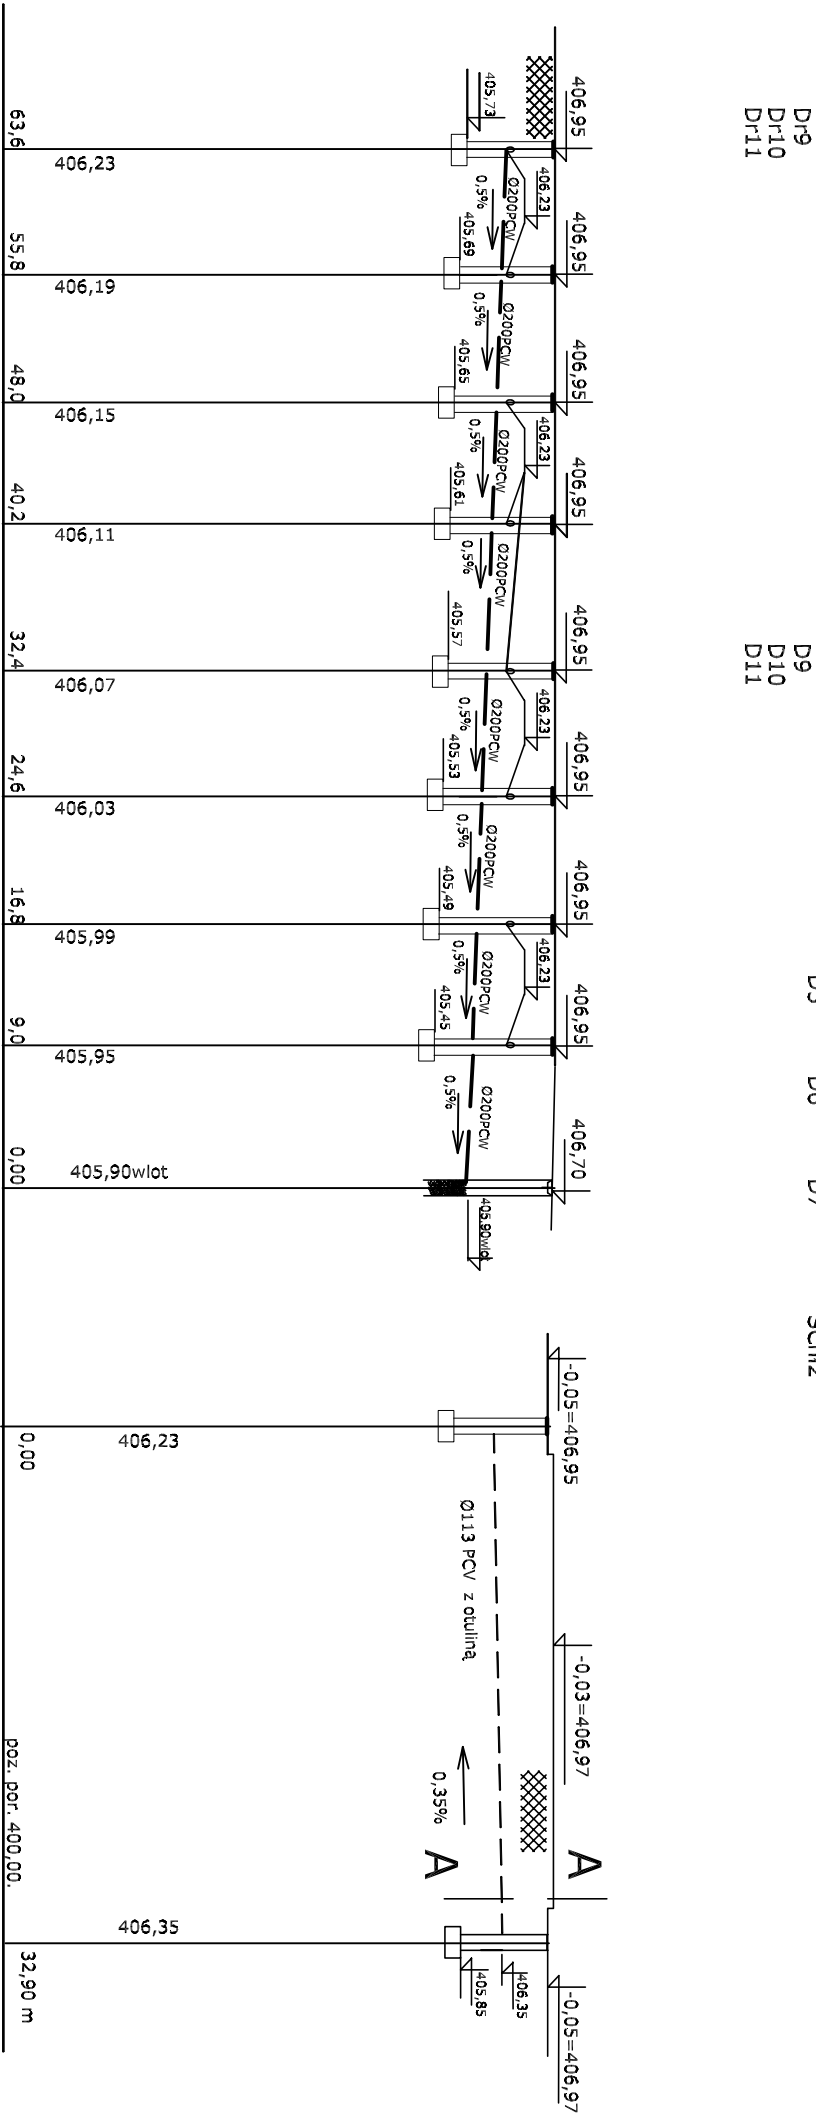 Dr9
Dr10
Dr11
D9
D10
D11
406,95
406,95
406,95
406,95
406,95
406,95
406,95
406,95
406,70
-0,05=406,95
-0,03=406,97
-0,05=406,97
406,23
406,23
406,23
406,23
A
A
Ø200PCW
Ø200PCW
Ø200PCW
Ø200PCW
Ø200PCW
Ø200PCW
Ø200PCW
Ø200PCW
405,73
405,69
405,65
405,61
405,57
405,53
405,49
405,45
405,90wlot
0,5%
0,5%
0,5%
0,5%
0,5%
0,5%
0,5%
0,5%
Ø113 PCV z otuliną
0,35%
406,35
405,85
406,23
406,19
406,15
406,11
406,07
406,03
405,99
405,95
405,90wlot
406,23
406,35
63,6
55,8
48,0
40,2
32,4
24,6
16,8
9,0
0,00
0,00
32,90 m
poz. por. 400,00.